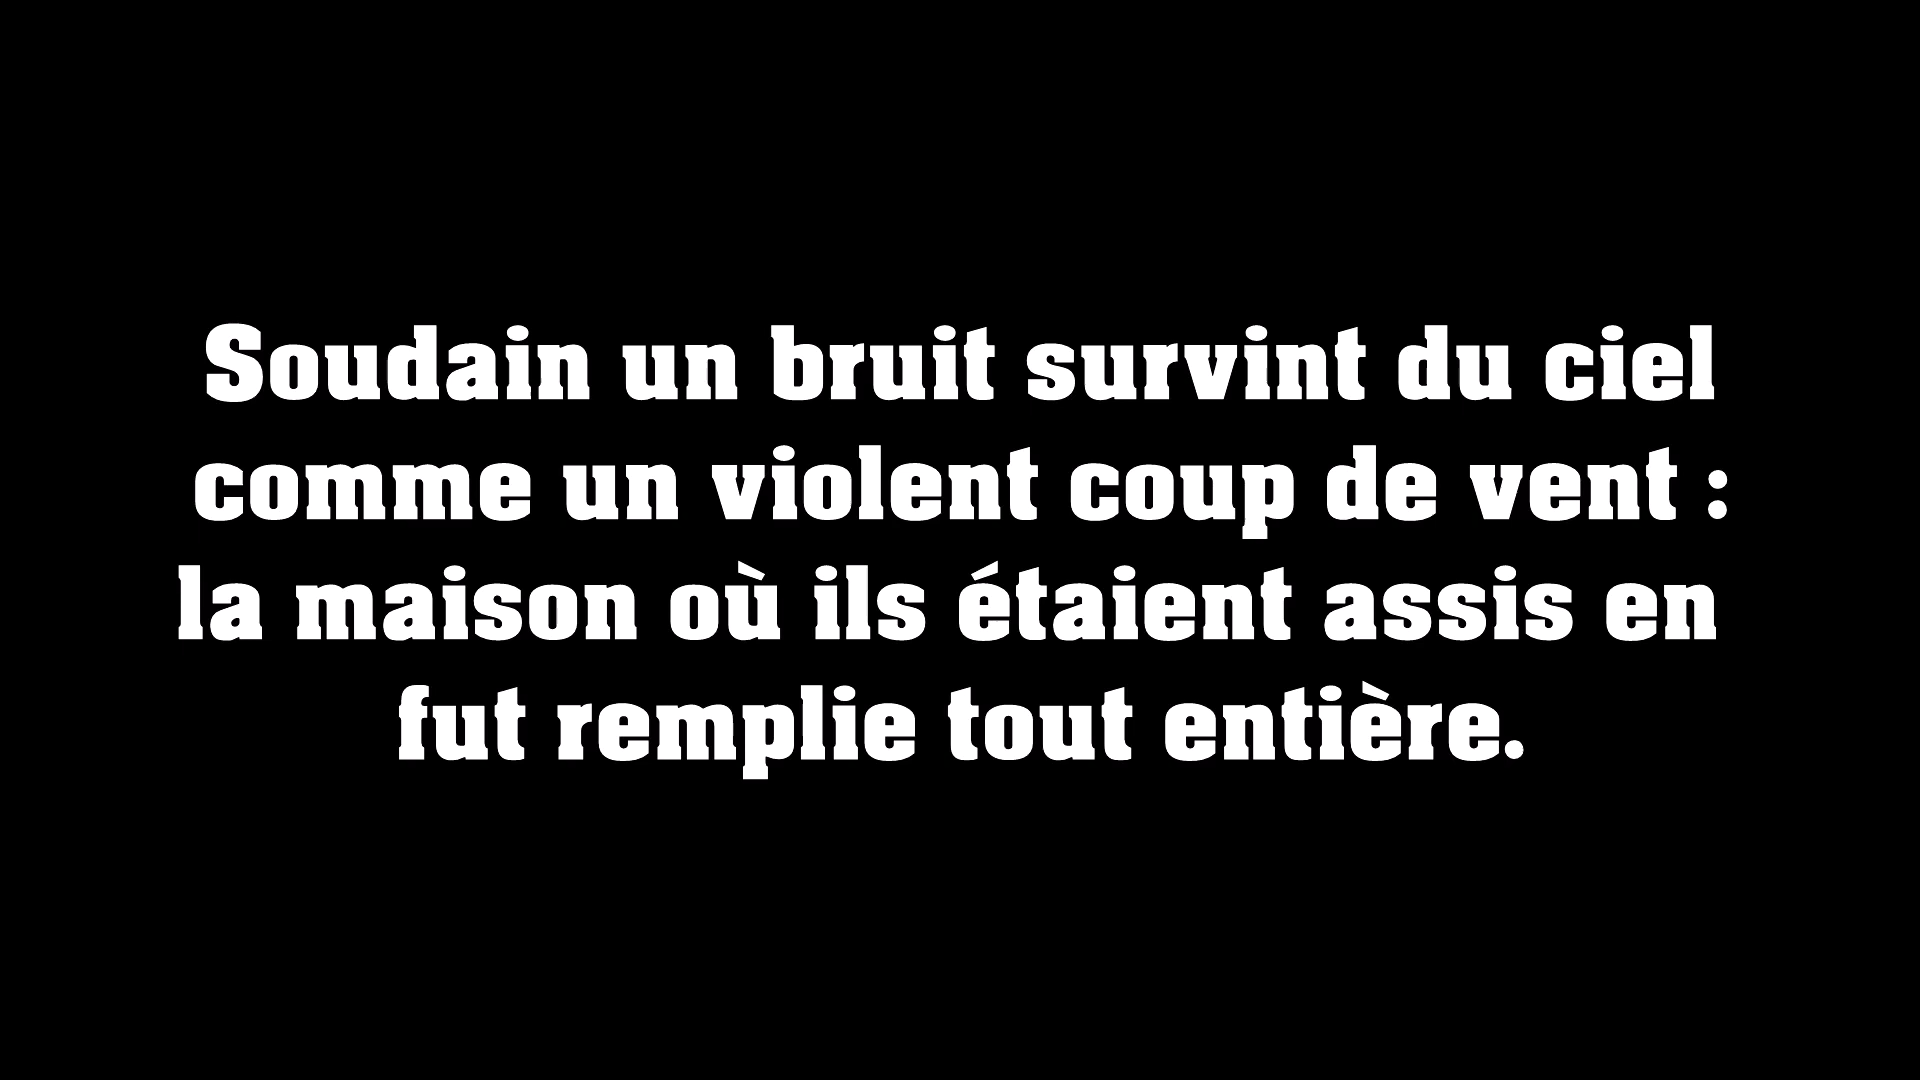 Soudain un bruit survint du ciel
comme un violent coup de vent :
la maison où ils étaient assis en
fut remplie tout entière.